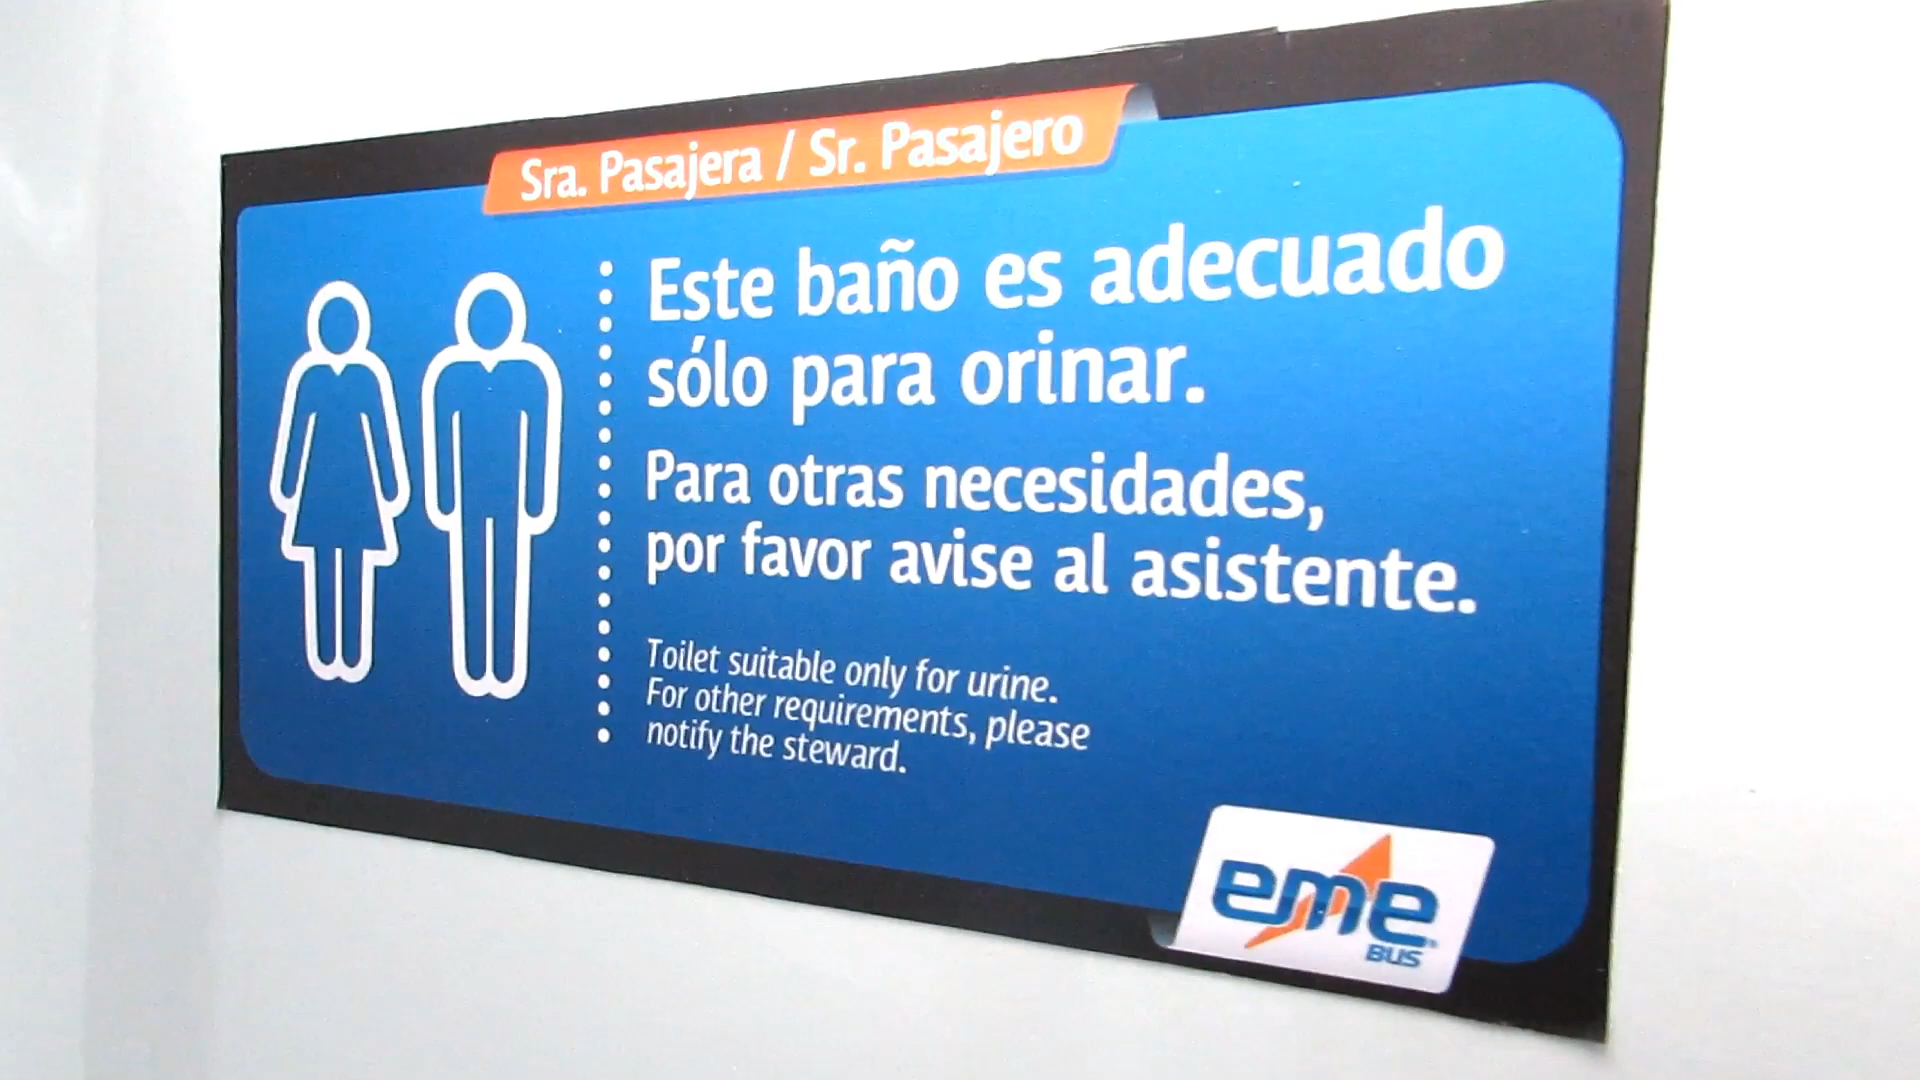 Sra. Pasajera / Sr. Pasajero
Este baño es adecuado
sólo para orinar.
Para otras necesidades,
por favor avise al asistente.
Toilet suitable only for urine.
For other requirements, please
notify the steward.
eme
BUS